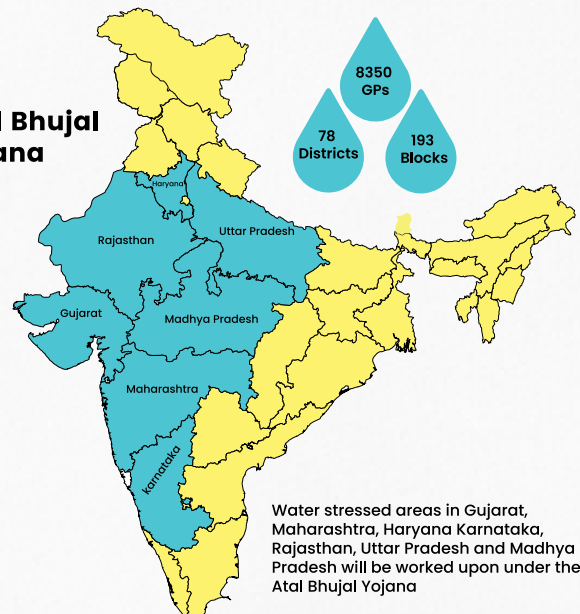 l Bhujal
ana
8350
GPs
78
Districts
193
Blocks
Haryana
Rajasthan
Uttar Pradesh
Gujarat
Madhya Pradesh
Maharashtra
karnataka
Water stressed areas in Gujarat,
Maharashtra, Haryana Karnataka,
Rajasthan, Uttar Pradesh and Madhya
Pradesh will be worked upon under the
Atal Bhujal Yojana